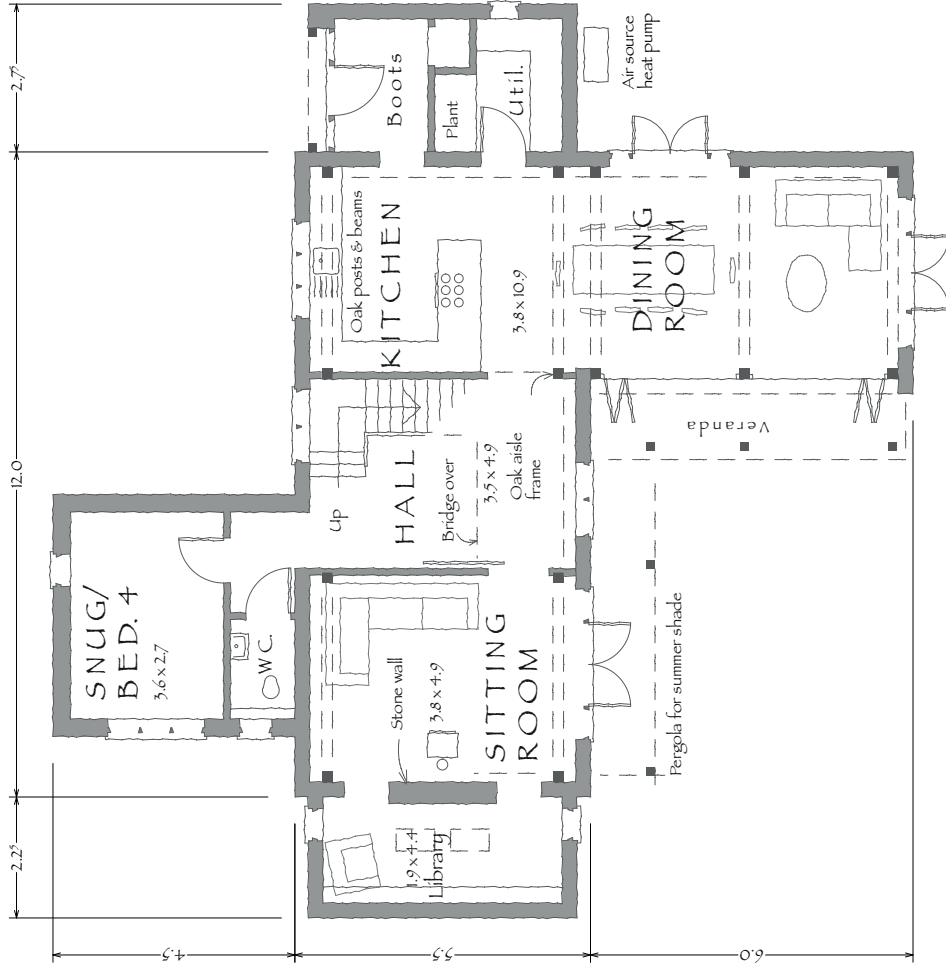 2.75
12.0
2.25
4.5
5.5
6.0
SNUG/
BED. 4
3.6 x 2.7
W.C.
Up
HALL
Bridge over
3.5 x 4.9
Oak aisle
frame
Stone wall
3.8 x 4.9
SITTING
ROOM
1.9 x 4.4
Library
Oak posts & beams
KITCHEN
3.8 x 10.9
DINING
ROOM
Boots
Plant
Util.
Air source
heat pump
Veranda
Pergola for summer shade